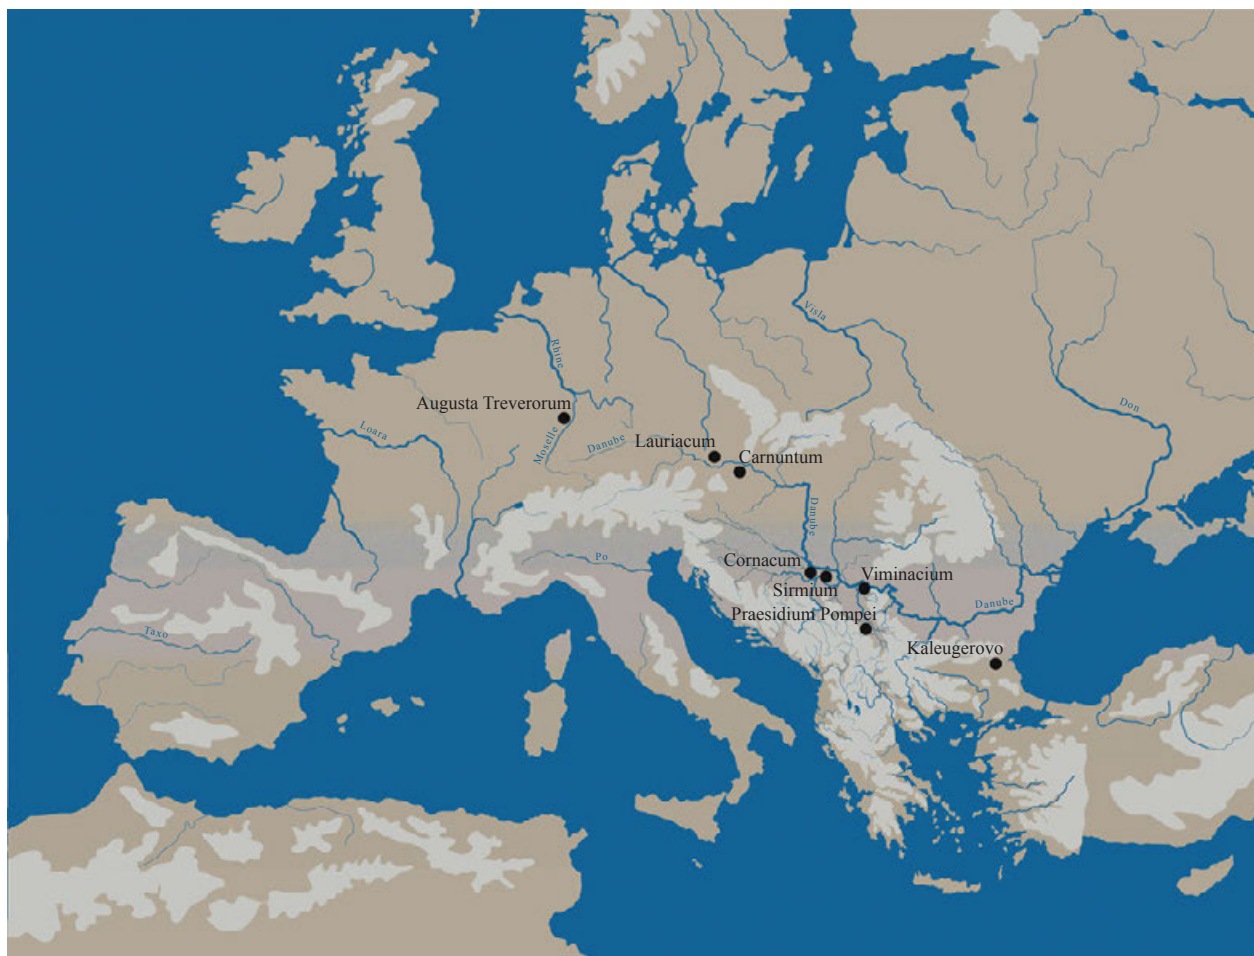 Visla
Rhine
Augusta Treverorum
Don
Loara
Moselle
Danube
Lauriacum
Carnuntum
Danube
Po
Cornacum
Sirmium
Viminacium
Danube
Praesidium Pompei
Taxo
Kaleugerovo